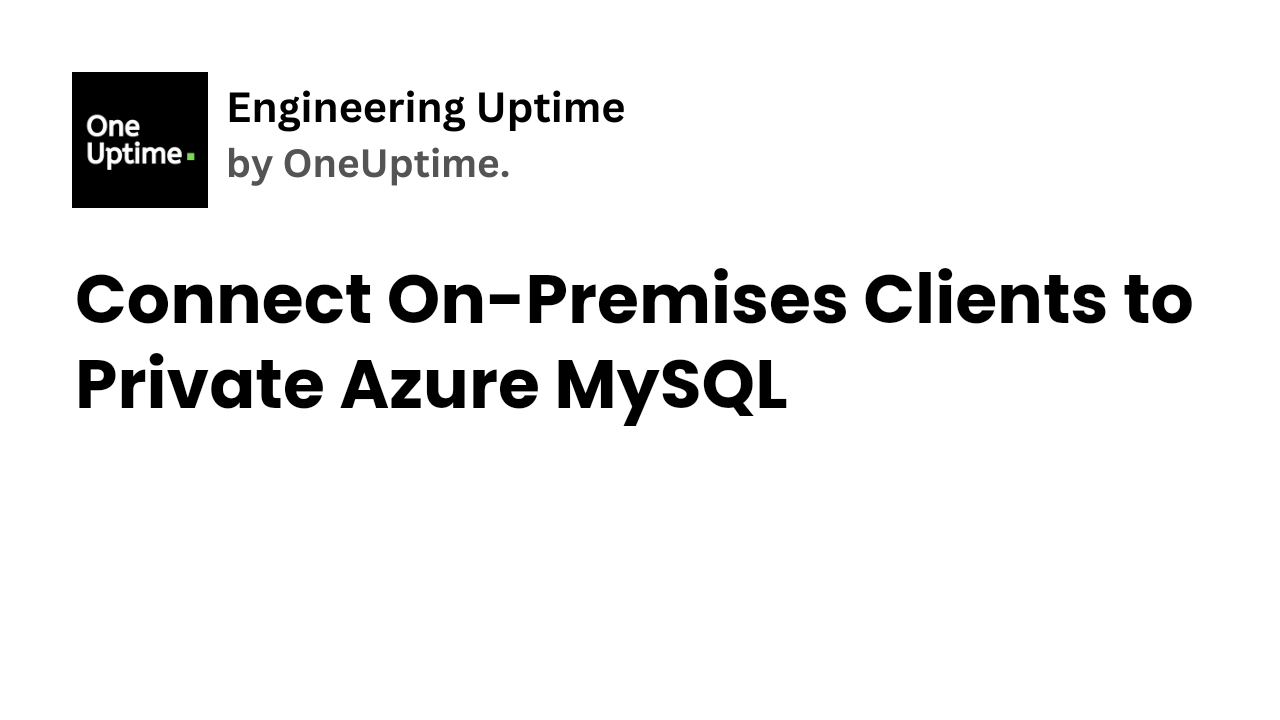 One
Uptime
Engineering Uptime
by OneUptime.
Connect On-Premises Clients to
Private Azure MySQL